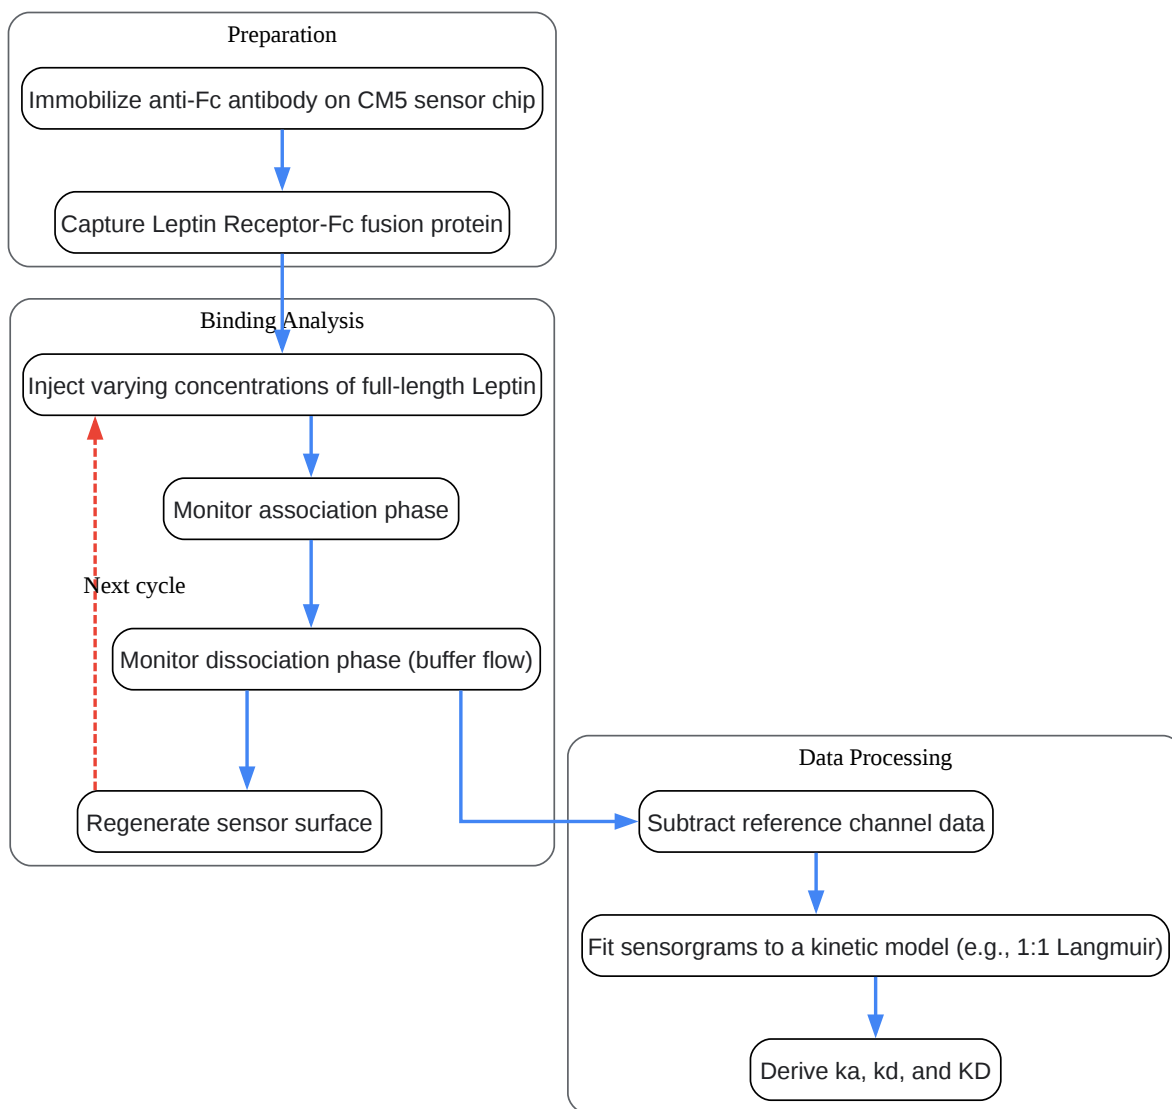 Preparation
Immobilize anti-Fc antibody on CM5 sensor chip
Capture Leptin Receptor-Fc fusion protein
Binding Analysis
Inject varying concentrations of full-length Leptin
Monitor association phase
Next cycle
Monitor dissociation phase (buffer flow)
Regenerate sensor surface
Data Processing
Subtract reference channel data
Fit sensorgrams to a kinetic model (e.g., 1:1 Langmuir)
Derive ka, kd, and KD